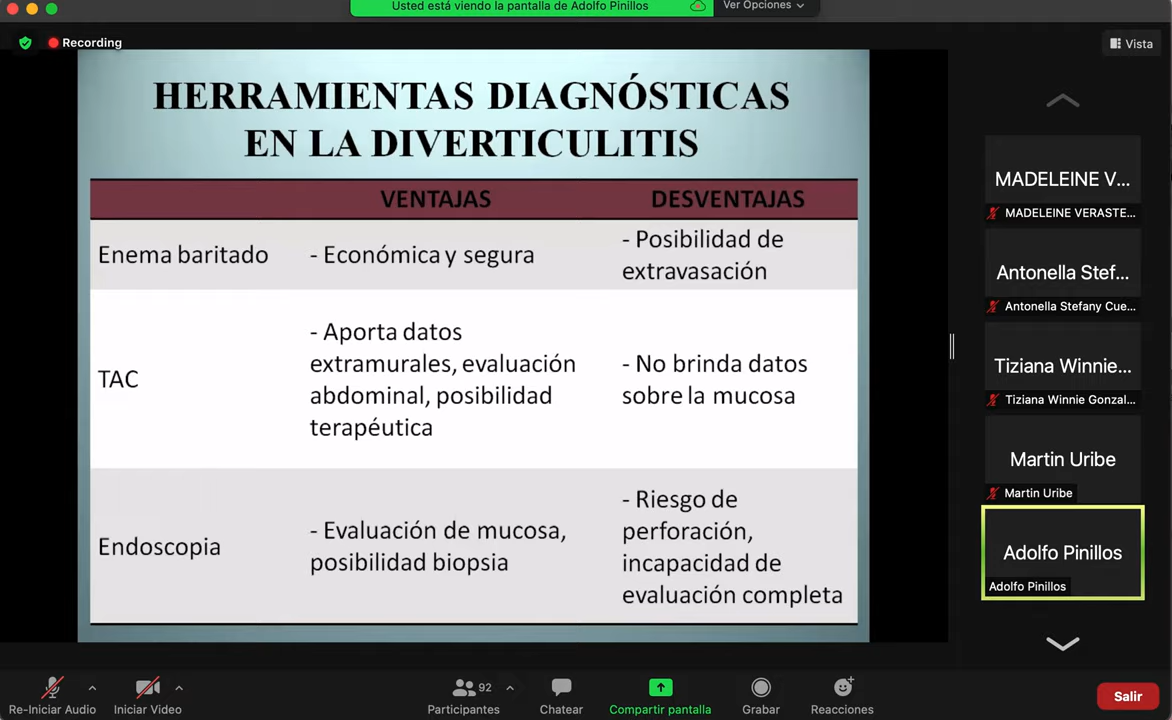 Usted está viendo la pantalla de Adolfo Pinillos
Ver Opciones
Recording
Vista
HERRAMIENTAS DIAGNÓSTICAS
EN LA DIVERTICULITIS
VENTAJAS DESVENTAJAS
Enema baritado
- Económica y segura
- Posibilidad de
extravasación
TAC
- Aporta datos
extramurales, evaluación
abdominal, posibilidad
terapéutica
- No brinda datos
sobre la mucosa
Endoscopia
- Evaluación de mucosa,
posibilidad biopsia
- Riesgo de
perforación,
incapacidad de
evaluación completa
MADELEINE V...
MADELEINE VERASTE...
Antonella Stef...
Antonella Stefany Cue...
Tiziana Winnie...
Tiziana Winnie Gonzal...
Martin Uribe
Martin Uribe
Adolfo Pinillos
Adolfo Pinillos
Re-Iniciar Audio
Iniciar Video
92
Participantes
Chatear
Compartir pantalla
Grabar
Reacciones
Salir